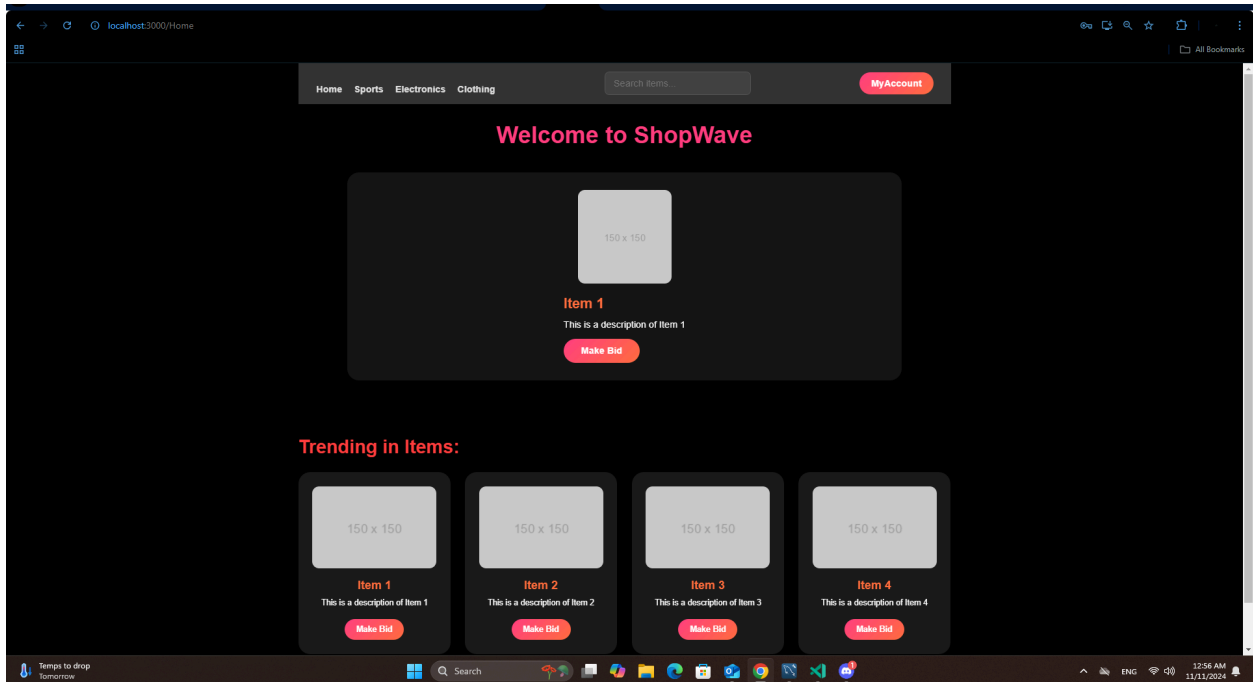 localhost:3000/Home
All Bookmarks
Home Sports Electronics Clothing Search items... MyAccount
Welcome to ShopWave
150 x 150
Item 1
This is a description of Item 1
Make Bid
Trending in Items:
150 x 150 150 x 150 150 x 150 150 x 150
Item 1 Item 2 Item 3 Item 4
This is a description of Item 1 This is a description of Item 2 This is a description of Item 3 This is a description of Item 4
Make Bid Make Bid Make Bid Make Bid
Temps to drop
Tomorrow
Search
ENG
12:56 AM
11/11/2024